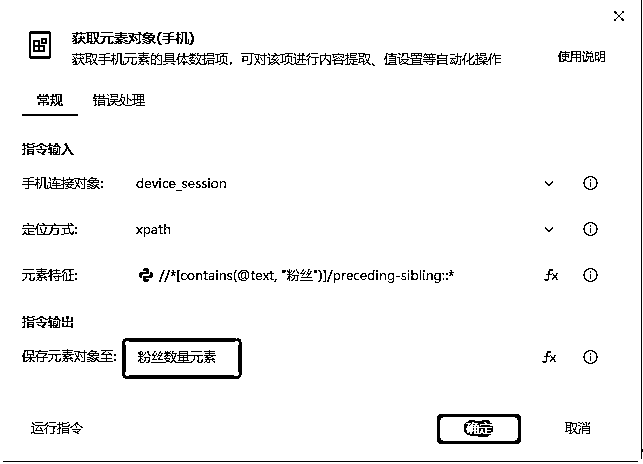 获取元素对象(手机)
获取手机元素的具体数据项，可对该项进行内容提取、值设置等自动化操作
使用说明
常规 错误处理
指令输入
手机连接对象: device_session
定位方式: xpath
元素特征: //*[contains(@text, "粉丝")]/preceding-sibling::* fx
指令输出
保存元素对象至: 粉丝数量元素 fx
运行指令 确定 取消